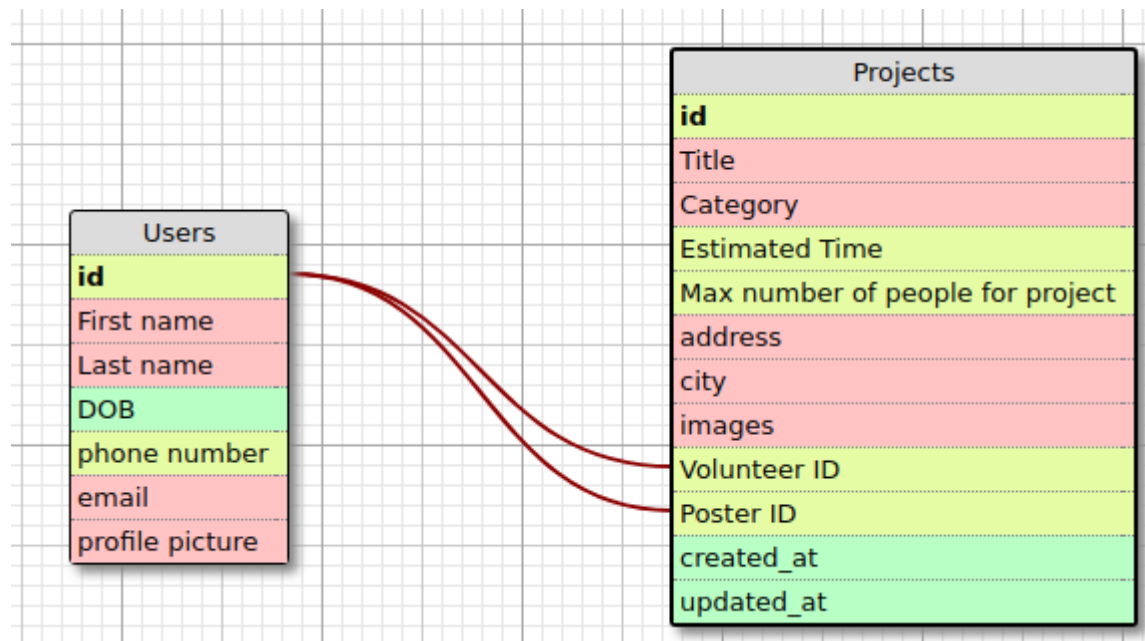 Users
id
First name
Last name
DOB
phone number
email
profile picture
Projects
id
Title
Category
Estimated Time
Max number of people for project
address
city
images
Volunteer ID
Poster ID
created_at
updated_at